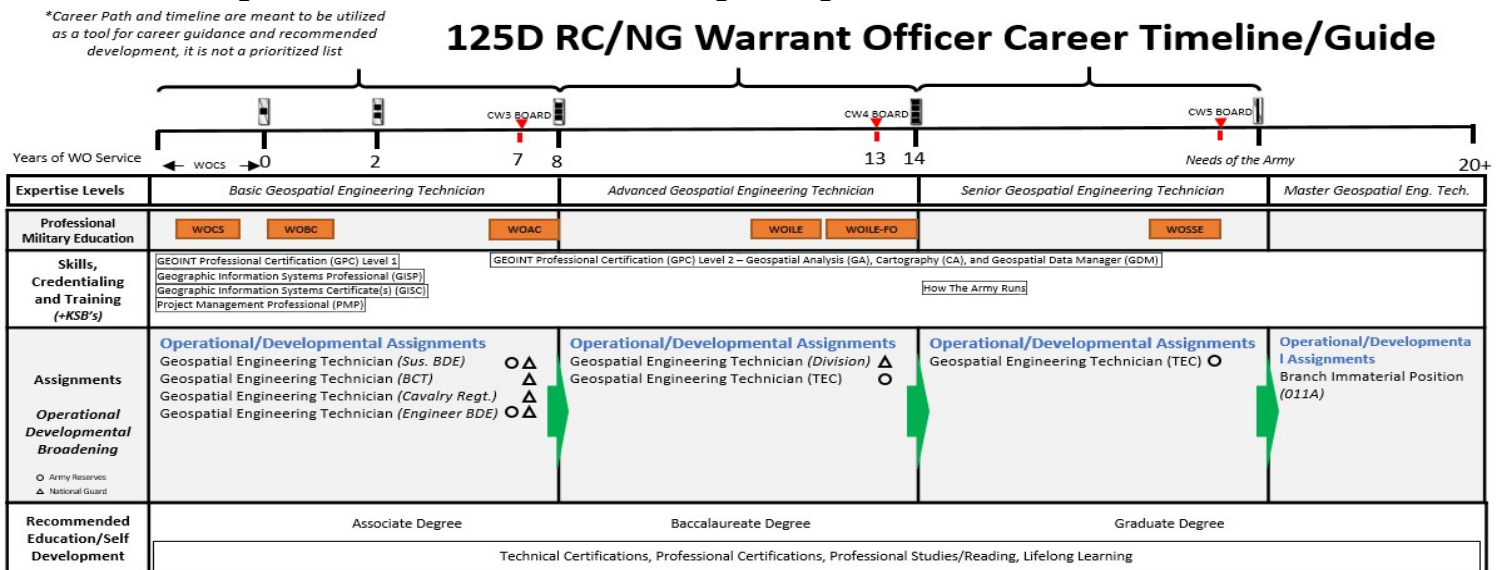 *Career Path and timeline are meant to be utilized
as a tool for career guidance and recommended
development, it is not a prioritized list
125D RC/NG Warrant Officer Career Timeline/Guide
CW3 BOARD
CW4 BOARD
CW5 BOARD
Years of WO Service
WOCS
0
2
7
8
13
14
Needs of the Army
20+
Expertise Levels
Basic Geospatial Engineering Technician
Advanced Geospatial Engineering Technician
Senior Geospatial Engineering Technician
Master Geospatial Eng. Tech.
Professional
Military Education
WOCS
WOBC
WOAC
WOILE
WOILE-FO
WOSSE
Skills,
Credentialing
and Training
(+KSB's)
GEOINT Professional Certification (GPC) Level 1
Geographic Information Systems Professional (GISP)
Geographic Information Systems Certificate(s) (GISC)
Project Management Professional (PMP)
GEOINT Professional Certification (GPC) Level 2 – Geospatial Analysis (GA), Cartography (CA), and Geospatial Data Manager (GDM)
How The Army Runs
Assignments
Operational
Developmental
Broadening
Army Reserves
National Guard
Operational/Developmental Assignments
Geospatial Engineering Technician (Sus. BDE)
Geospatial Engineering Technician (BCT)
Geospatial Engineering Technician (Cavalry Regt.)
Geospatial Engineering Technician (Engineer BDE)
Operational/Developmental Assignments
Geospatial Engineering Technician (Division)
Geospatial Engineering Technician (TEC)
Operational/Developmental Assignments
Geospatial Engineering Technician (TEC)
Operational/Developmenta
l Assignments
Branch Immaterial Position
(011A)
Recommended
Education/Self
Development
Associate Degree
Baccalaureate Degree
Graduate Degree
Technical Certifications, Professional Certifications, Professional Studies/Reading, Lifelong Learning